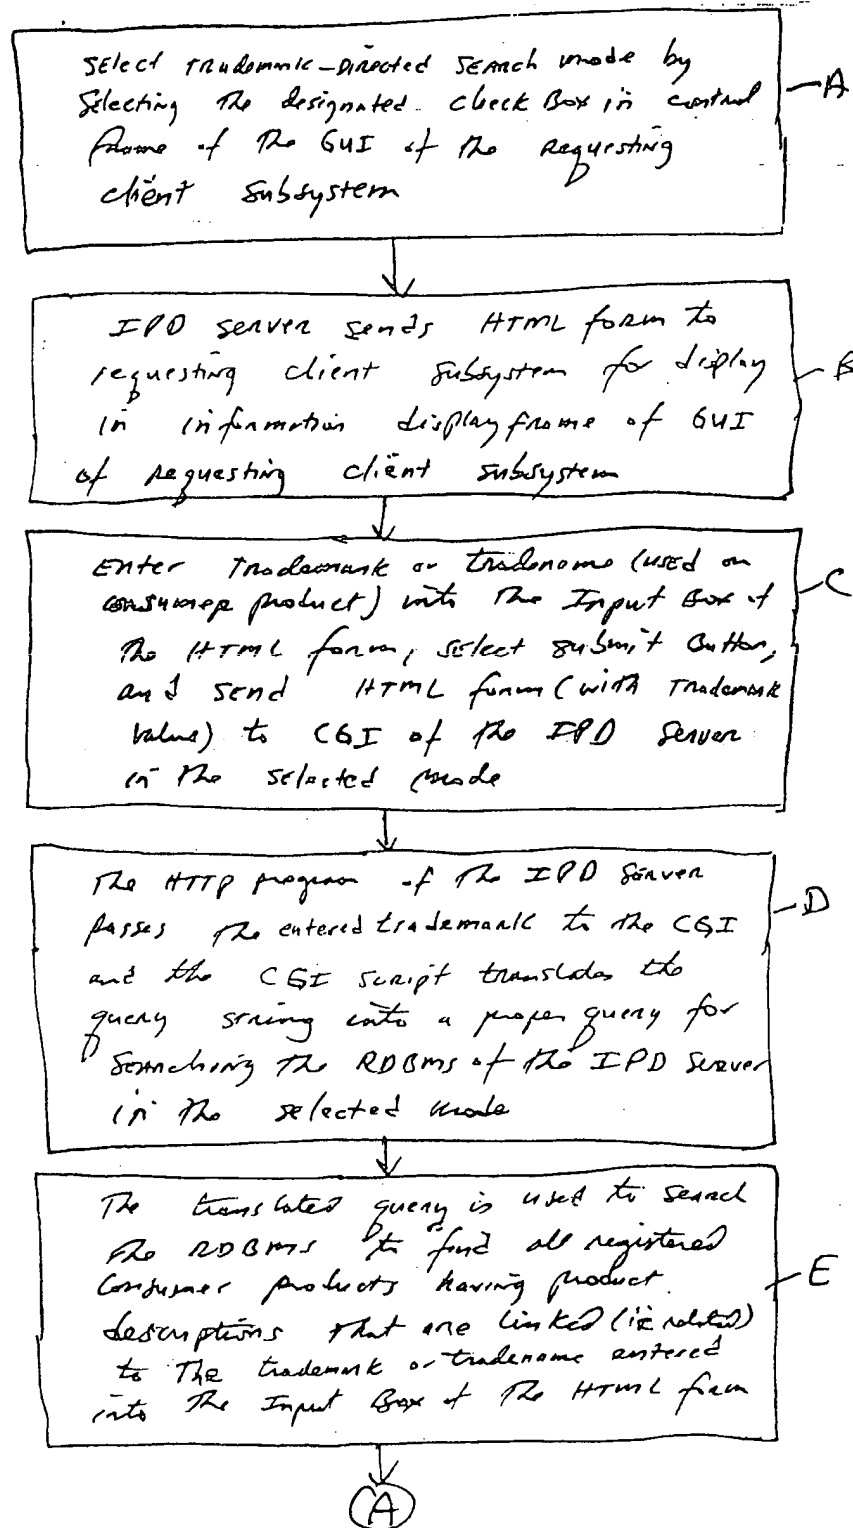 Select Trademark-Directed Search mode by
Selecting the designated check Box in control
frame of the GUI of the requesting
client subsystem
A
IPD server sends HTML form to
requesting client subsystem for display
in information display frame of GUI
of requesting client subsystem
B
Enter Trademark or tradename (used on
consumer product) into the Input Box of
the HTML form, select submit Button,
and send HTML form (with Trademark
value) to CGI of the IPD Server
in the selected mode
C
The HTTP program of the IPD Server
passes the entered trademark to the CGI
and the CGI script translates the
query string into a proper query for
Searching the RDBMS of the IPD Server
in the selected mode
D
The translated query is used to search
the RDBMS to find all registered
Consumer products having product
descriptions that are linked (ie related)
to the trademark or tradename entered
into the Input Box of the HTML form
E
A